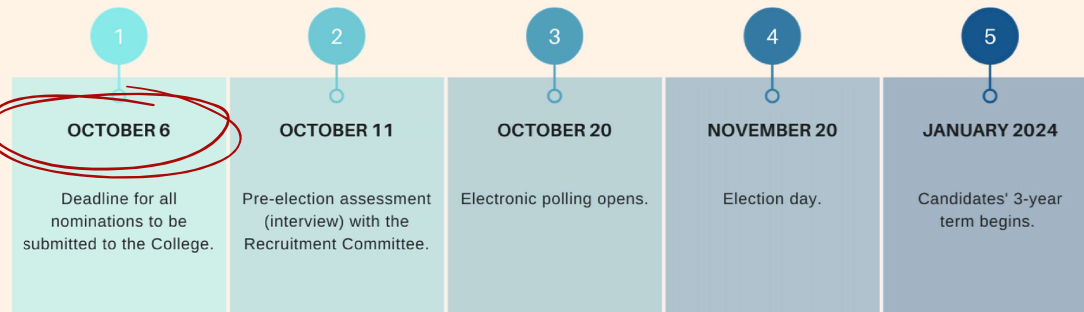 1
OCTOBER 6
Deadline for all
nominations to be
submitted to the College.
2
OCTOBER 11
Pre-election assessment
(interview) with the
Recruitment Committee.
3
OCTOBER 20
Electronic polling opens.
4
NOVEMBER 20
Election day.
5
JANUARY 2024
Candidates' 3-year
term begins.